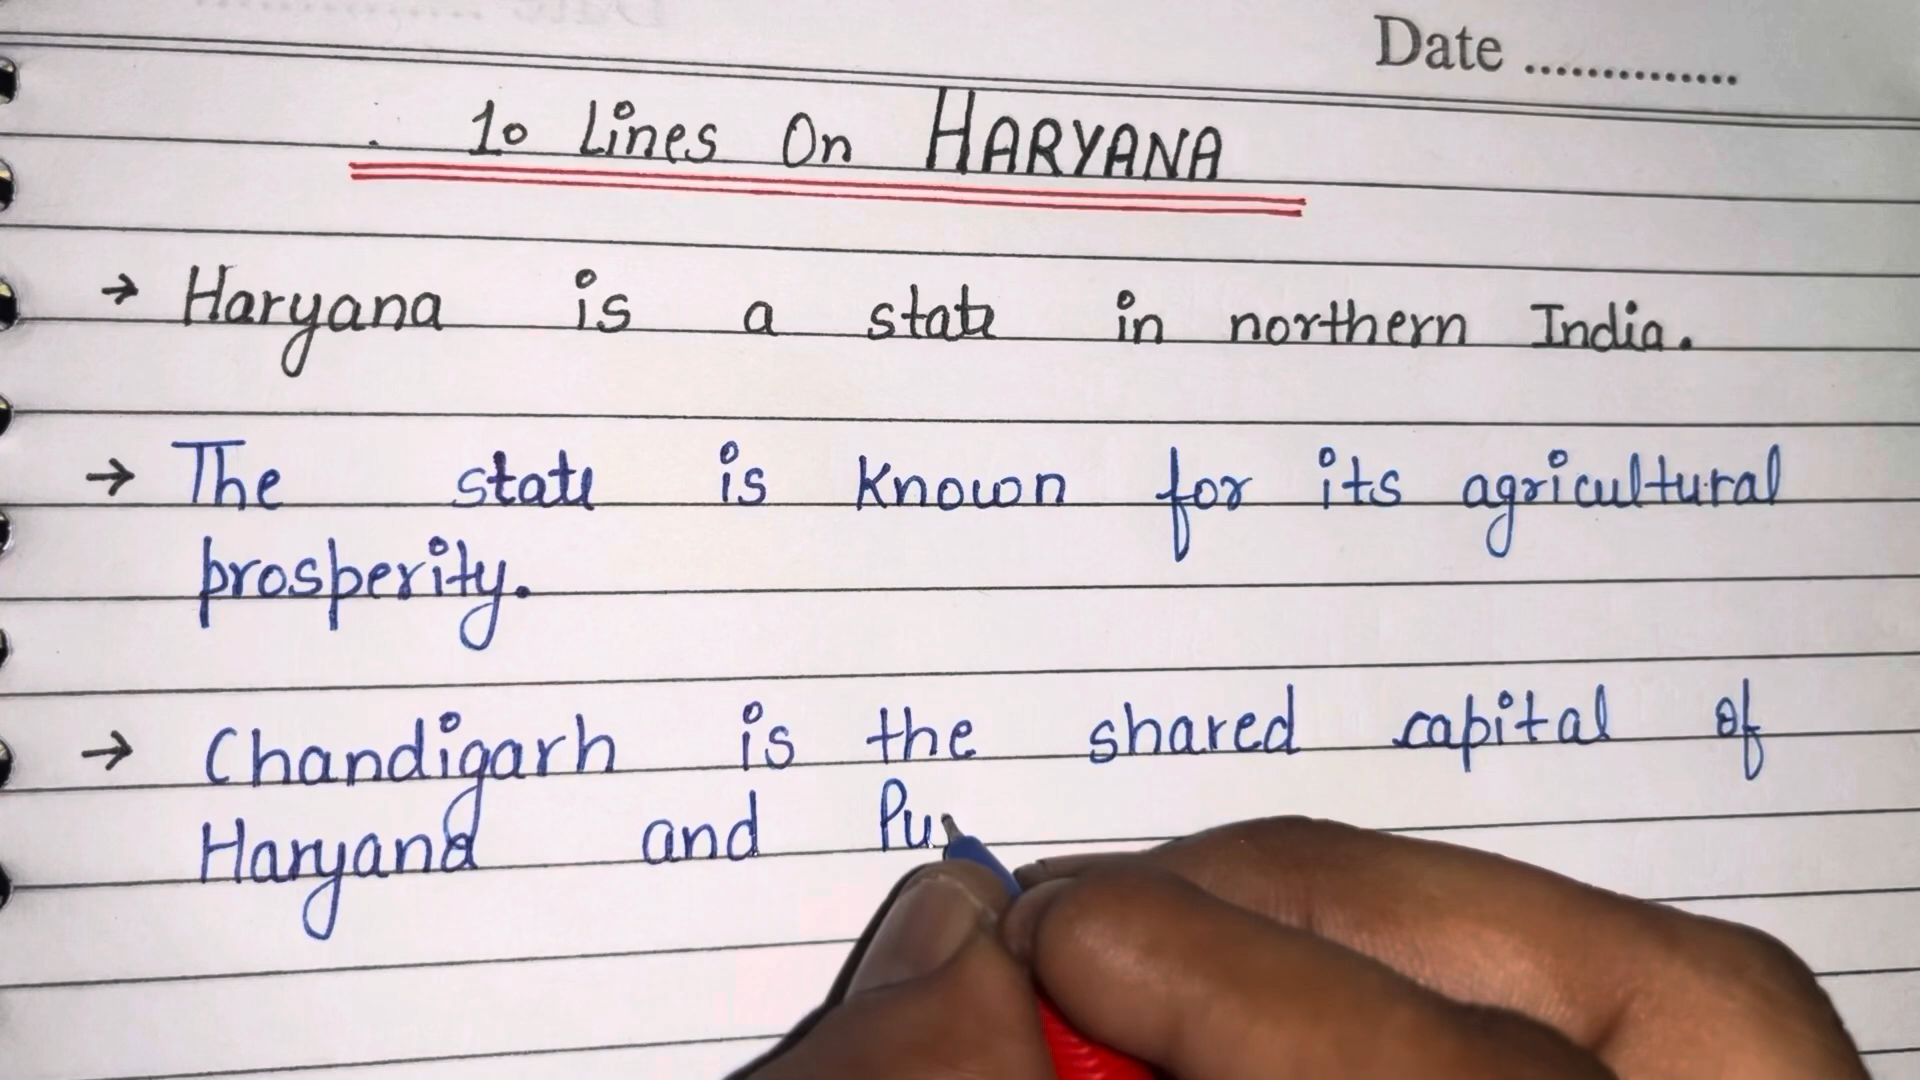 Date ..............
10 Lines On HARYANA
→ Haryana is a state in northern India.
→ The state is known for its agricultural
prosperity.
→ Chandigarh is the shared capital of
Haryana and Pu